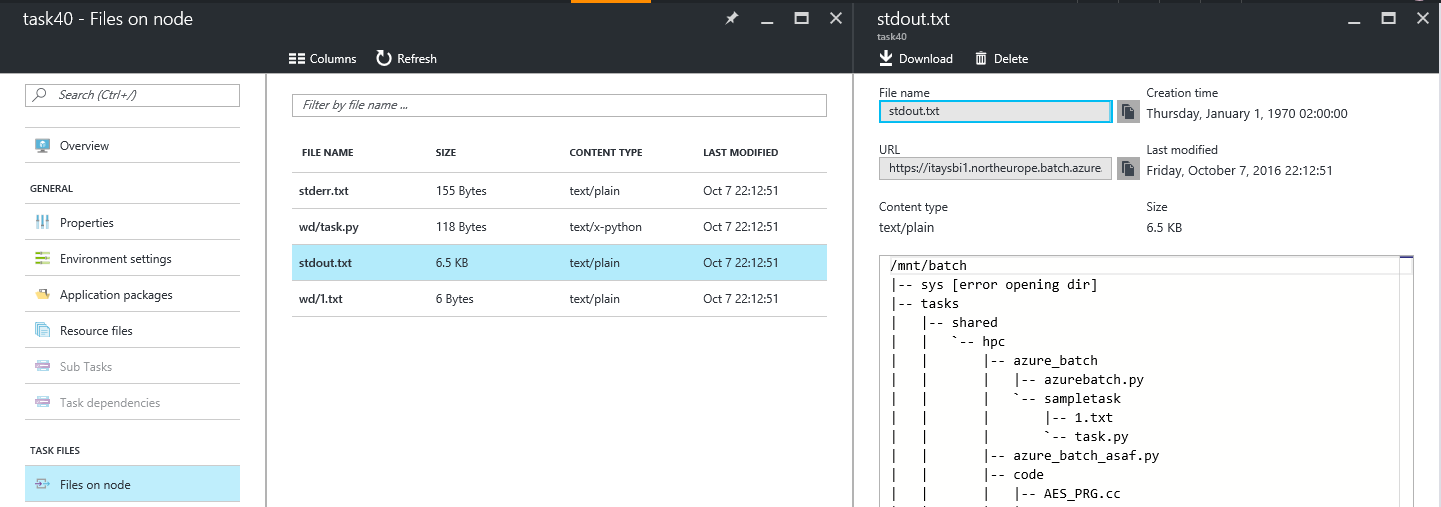 task40 - Files on node
Columns
Refresh
Search (Ctrl+/)
Overview
GENERAL
Properties
Environment settings
Application packages
Resource files
Sub Tasks
Task dependencies
TASK FILES
Files on node
Filter by file name ...
FILE NAME SIZE CONTENT TYPE LAST MODIFIED
stderr.txt 155 Bytes text/plain Oct 7 22:12:51
wd/task.py 118 Bytes text/x-python Oct 7 22:12:51
stdout.txt 6.5 KB text/plain Oct 7 22:12:51
wd/1.txt 6 Bytes text/plain Oct 7 22:12:51
stdout.txt
task40
Download
Delete
File name
stdout.txt
Creation time
Thursday, January 1, 1970 02:00:00
URL
https://itaysbi1.northeurope.batch.azure.
Last modified
Friday, October 7, 2016 22:12:51
Content type
text/plain
Size
6.5 KB
/mnt/batch
|-- sys [error opening dir]
|-- tasks
|   |-- shared
|   |   `-- hpc
|   |       |-- azure_batch
|   |       |   |-- azurebatch.py
|   |       |   `-- sampletask
|   |       |       |-- 1.txt
|   |       |       `-- task.py
|   |       |-- azure_batch_asaf.py
|   |       |-- code
|   |       |   |-- AES_PRG.cc